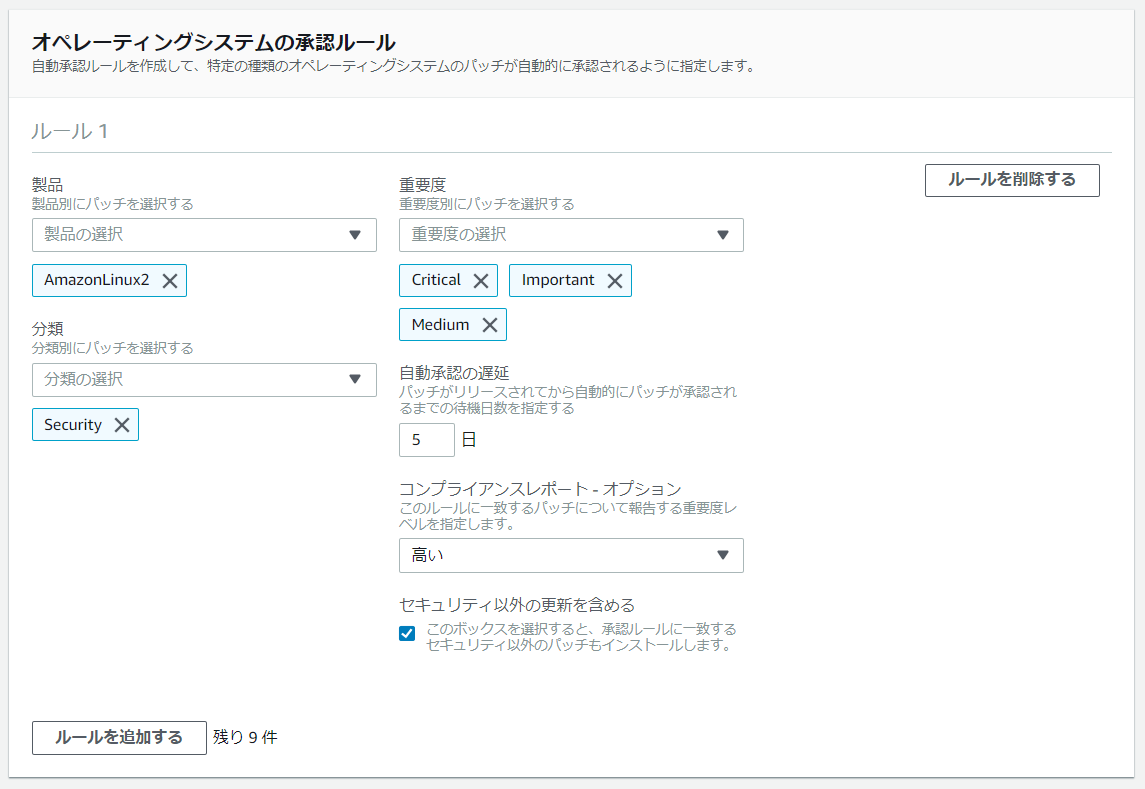 オペレーティングシステムの承認ルール
自動承認ルールを作成して、特定の種類のオペレーティングシステムのパッチが自動的に承認されるように指定します。
ルール 1
ルールを削除する
製品
製品別にパッチを選択する
製品の選択
AmazonLinux2
分類
分類別にパッチを選択する
分類の選択
Security
重要度
重要度別にパッチを選択する
重要度の選択
Critical
Important
Medium
自動承認の遅延
パッチがリリースされてから自動的にパッチが承認され
るまでの待機日数を指定する
5 日
コンプライアンスレポート - オプション
このルールに一致するパッチについて報告する重要度レ
ベルを指定します。
高い
セキュリティ以外の更新を含める
このボックスを選択すると、承認ルールに一致する
セキュリティ以外のパッチもインストールします。
ルールを追加する 残り 9 件